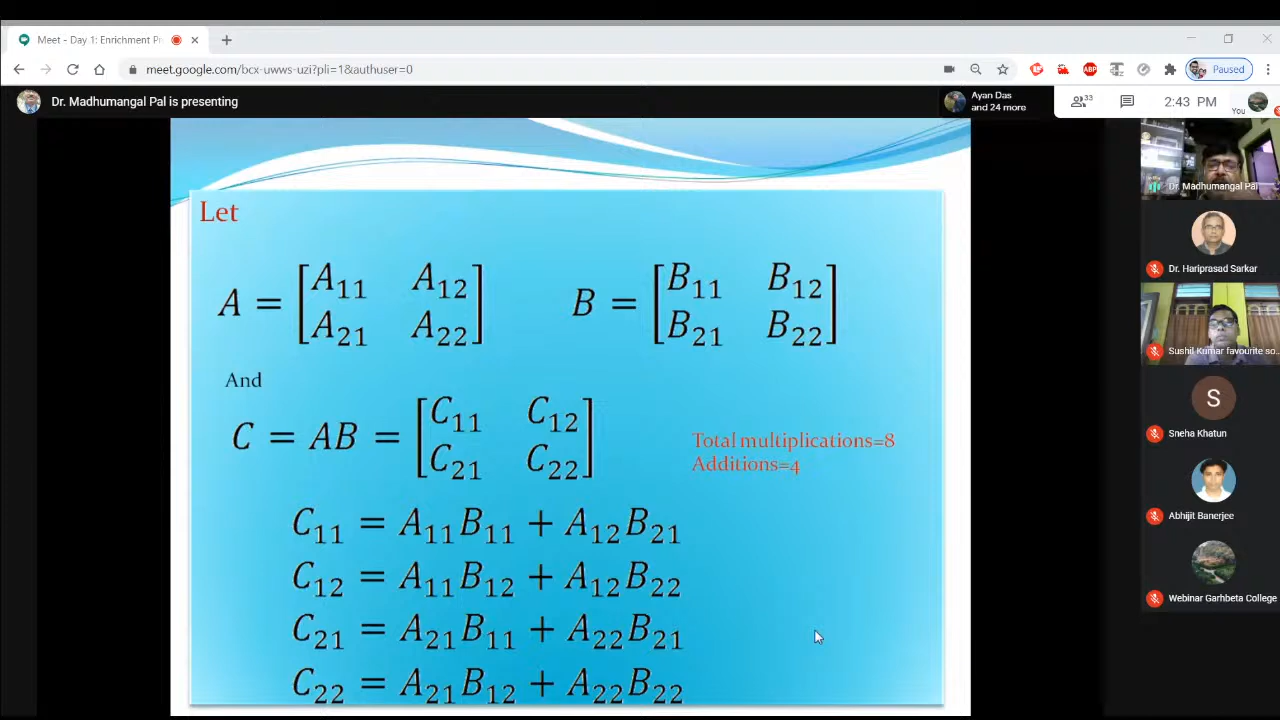 Meet - Day 1: Enrichment Pr
meet.google.com/bcx-uwws-uzi?pli=1&authuser=0
ABP
Paused
Dr. Madhumangal Pal is presenting
Ayan Das
and 24 more
33
2:43 PM
You
Let
A = [A₁₁ A₁₂
A₂₁ A₂₂]
B = [B₁₁ B₁₂
B₂₁ B₂₂]
And
C = AB = [C₁₁ C₁₂
C₂₁ C₂₂]
Total multiplications=8
Additions=4
C₁₁ = A₁₁B₁₁ + A₁₂B₂₁
C₁₂ = A₁₁B₁₂ + A₁₂B₂₂
C₂₁ = A₂₁B₁₁ + A₂₂B₂₁
C₂₂ = A₂₁B₁₂ + A₂₂B₂₂
Dr. Madhumangal Pal
Dr. Hariprasad Sarkar
Sushil Kumar favourite so...
S
Sneha Khatun
Abhijit Banerjee
Webinar Garhbeta College